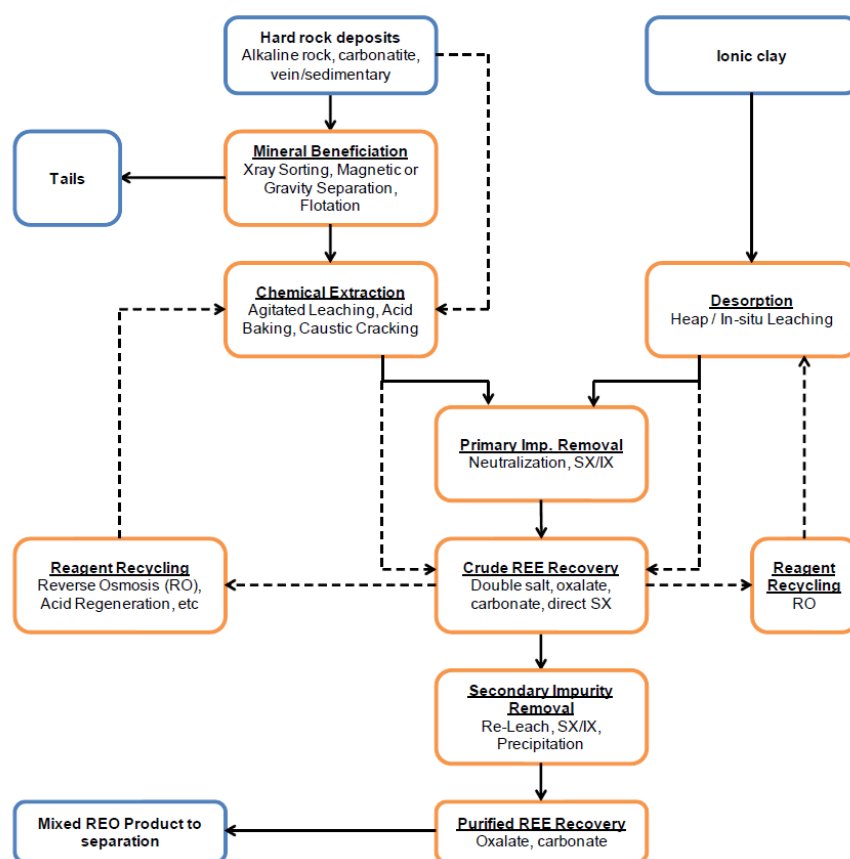 Hard rock deposits
Alkaline rock, carbonatite,
vein/sedimentary
Ionic clay
Mineral Beneficiation
Xray Sorting, Magnetic or
Gravity Separation,
Flotation
Tails
Chemical Extraction
Agitated Leaching, Acid
Baking, Caustic Cracking
Desorption
Heap / In-situ Leaching
Primary Imp. Removal
Neutralization, SX/IX
Reagent Recycling
Reverse Osmosis (RO),
Acid Regeneration, etc
Crude REE Recovery
Double salt, oxalate,
carbonate, direct SX
Reagent
Recycling
RO
Secondary Impurity
Removal
Re-Leach, SX/IX,
Precipitation
Mixed REO Product to
separation
Purified REE Recovery
Oxalate, carbonate